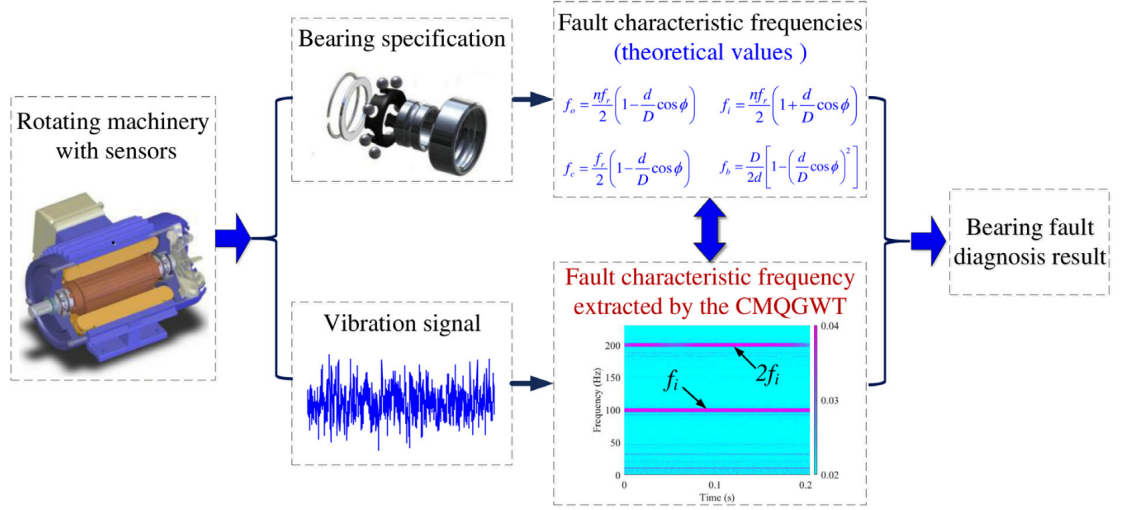 Rotating machinery
with sensors
Bearing specification
Vibration signal
Fault characteristic frequencies
(theoretical values )
f_o = nf_r/2 (1 − d/D cos ϕ)
f_i = nf_r/2 (1 + d/D cos ϕ)
f_c = f_r/2 (1 − d/D cos ϕ)
f_b = D/2d [1 − (d/D cos ϕ)^2]
Fault characteristic frequency
extracted by the CMQGWT
200
150
100
50
0
Frequency (Hz)
2f_i
f_i
0
0.1
0.2
Time (s)
0.04
0.03
0.02
Bearing fault
diagnosis result